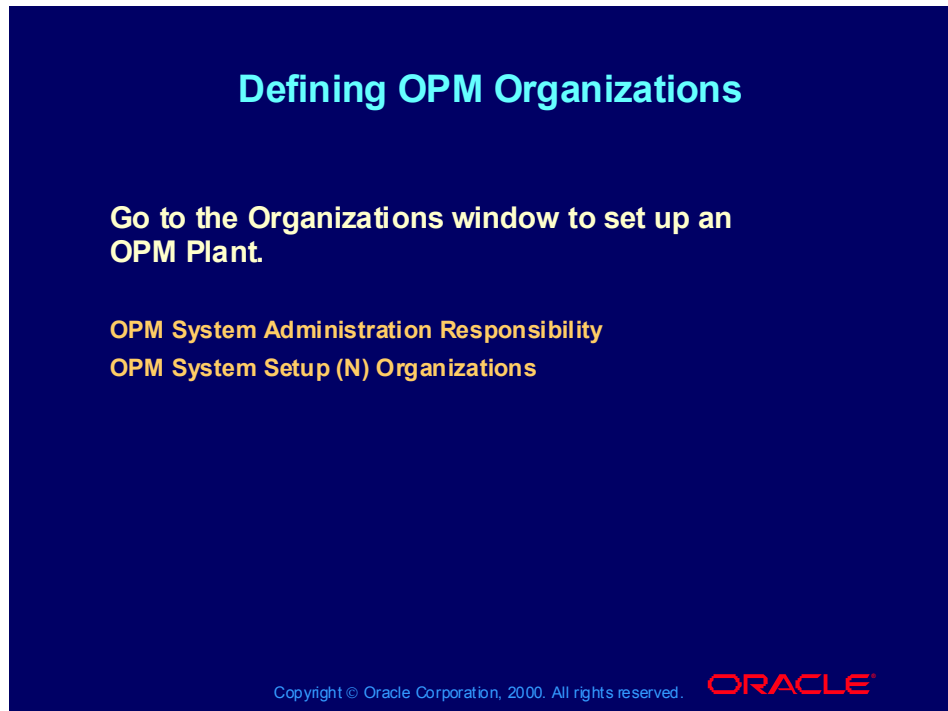 Defining OPM Organizations
Go to the Organizations window to set up an
OPM Plant.
OPM System Administration Responsibility
OPM System Setup (N) Organizations
Copyright © Oracle Corporation, 2000. All rights reserved.
ORACLE®